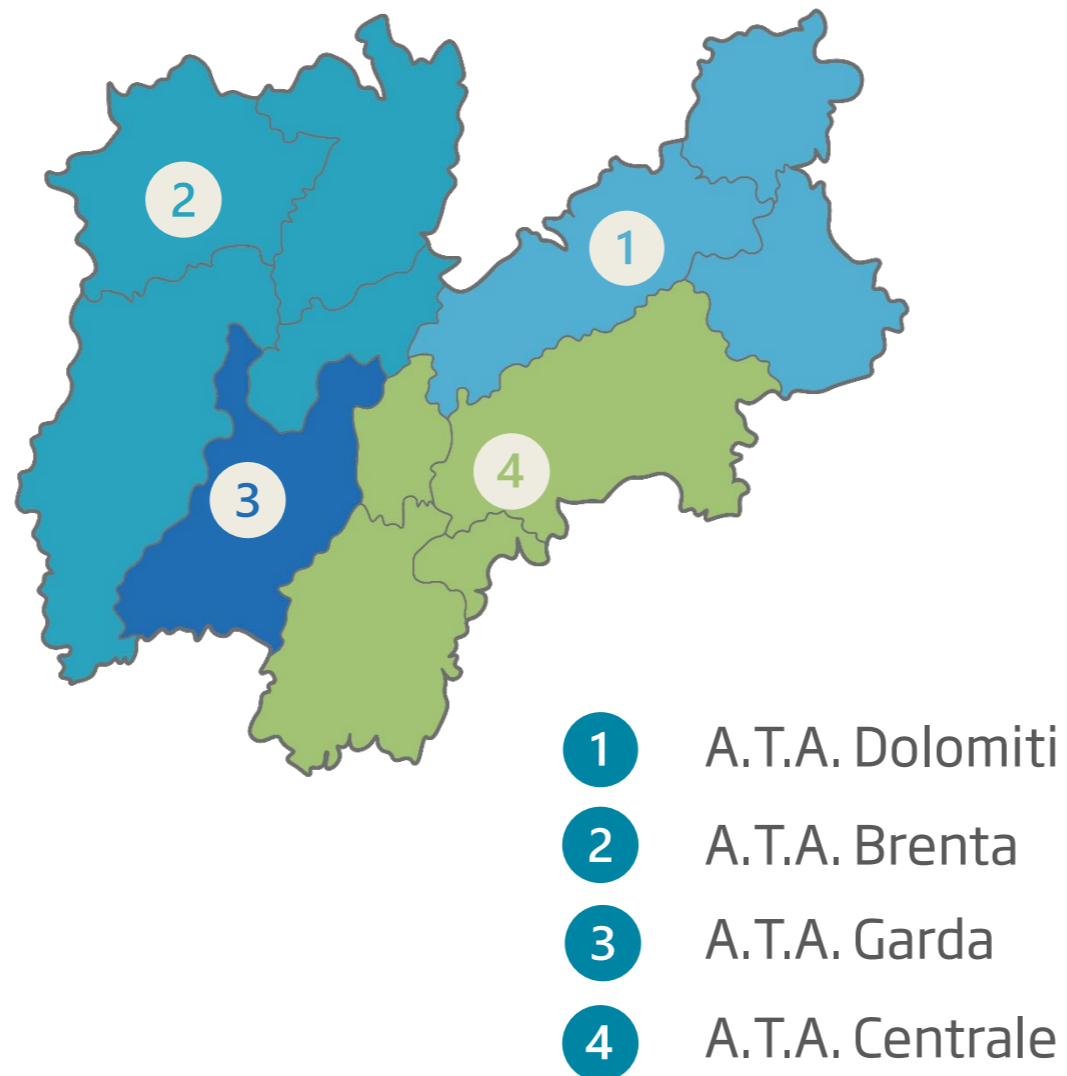 2
1
3
4
1 A.T.A. Dolomiti
2 A.T.A. Brenta
3 A.T.A. Garda
4 A.T.A. Centrale